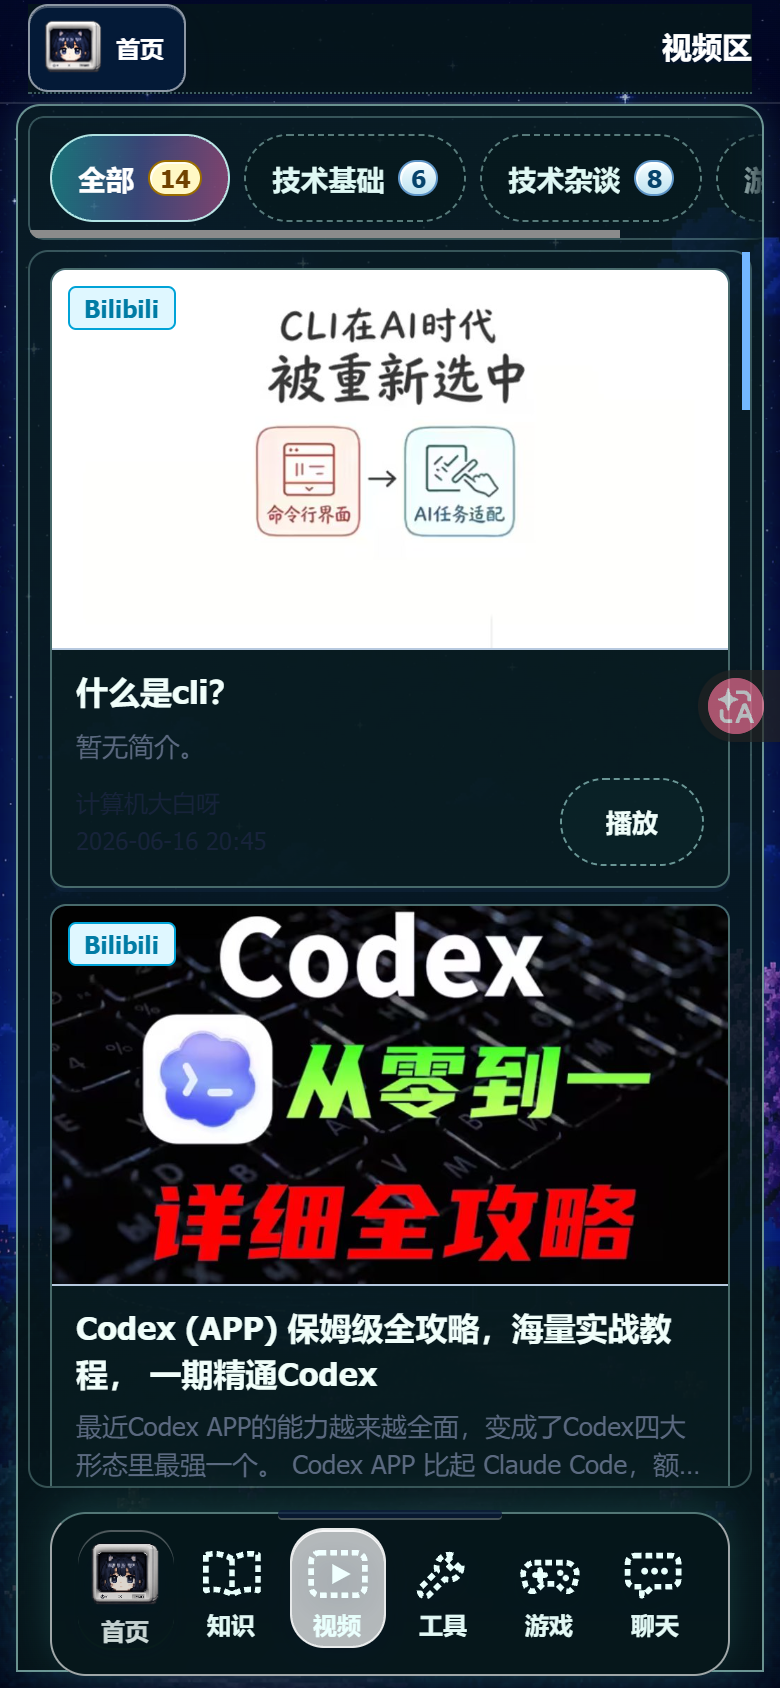 首页
视频区
全部 14
技术基础 6
技术杂谈 8
Bilibili
CLI在AI时代
被重新选中
命令行界面
AI任务适配
什么是cli?
暂无简介。
计算机大白呀
2026-06-16 20:45
播放
Bilibili
Codex
从零到一
详细全攻略
Codex (APP) 保姆级全攻略，海量实战教
程， 一期精通Codex
最近Codex APP的能力越来越全面，变成了Codex四大
形态里最强一个。 Codex APP 比起 Claude Code，额...
首页
知识
视频
工具
游戏
聊天